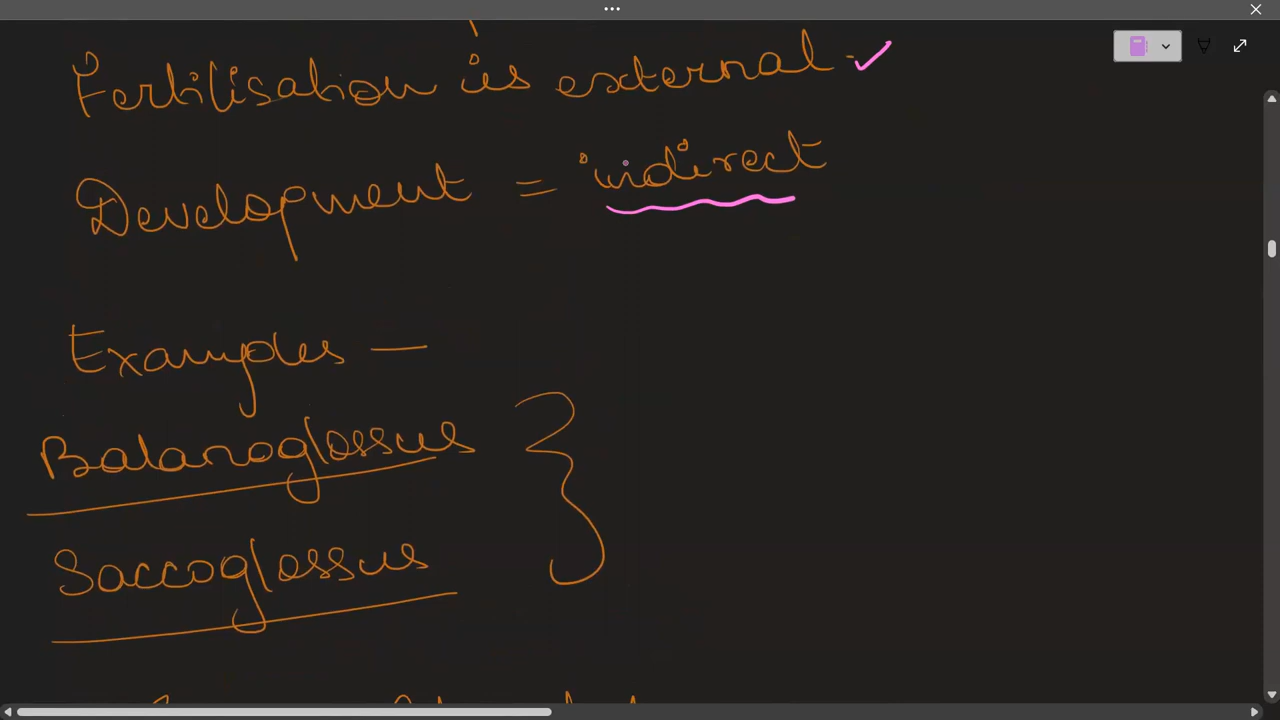 Fertilisation is external
Development = indirect
Examples —
Balanoglossus
Saccoglossus